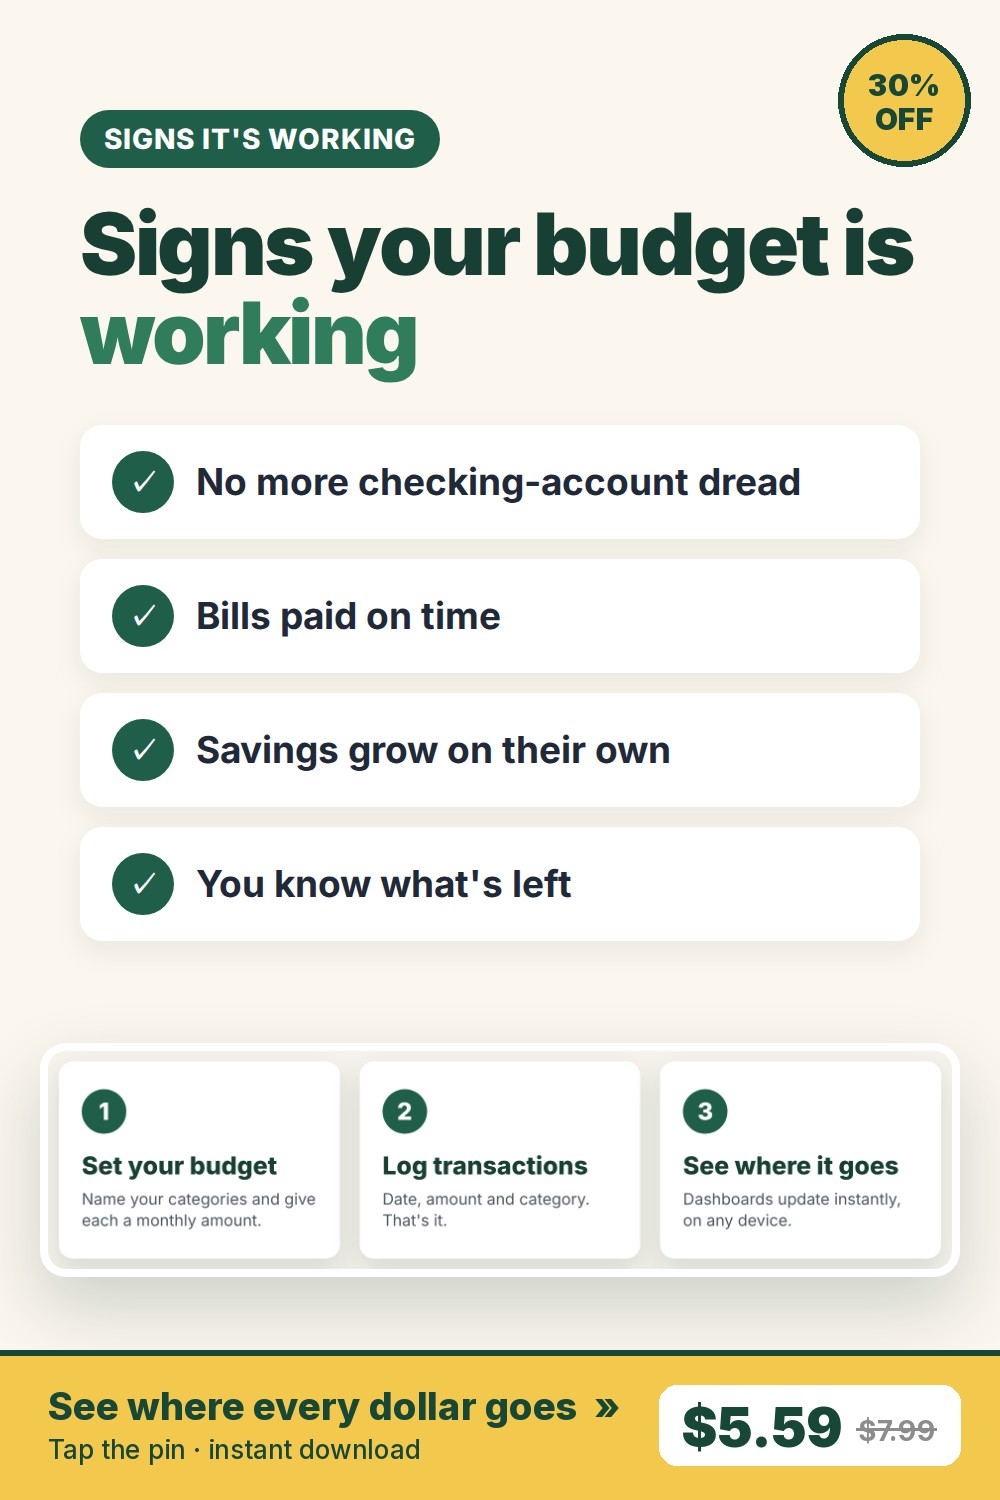 30%
OFF
SIGNS IT'S WORKING
Signs your budget is
working
✓ No more checking-account dread
✓ Bills paid on time
✓ Savings grow on their own
✓ You know what's left
1
Set your budget
Name your categories and give
each a monthly amount.
2
Log transactions
Date, amount and category.
That's it.
3
See where it goes
Dashboards update instantly,
on any device.
See where every dollar goes »
Tap the pin · instant download
$5.59 $7.99